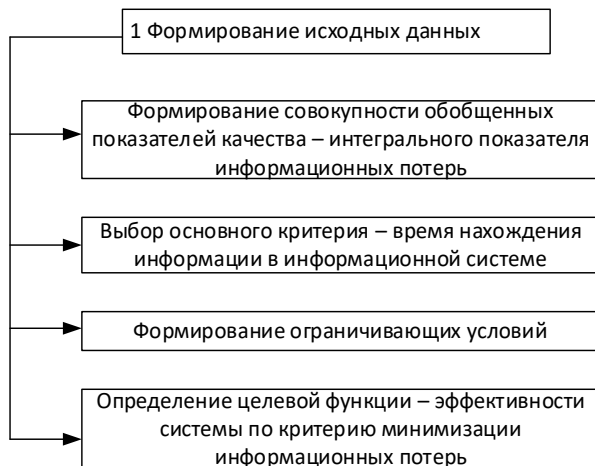 1 Формирование исходных данных
Формирование совокупности обобщенных
показателей качества – интегрального показателя
информационных потерь
Выбор основного критерия – время нахождения
информации в информационной системе
Формирование ограничивающих условий
Определение целевой функции – эффективности
системы по критерию минимизации
информационных потерь